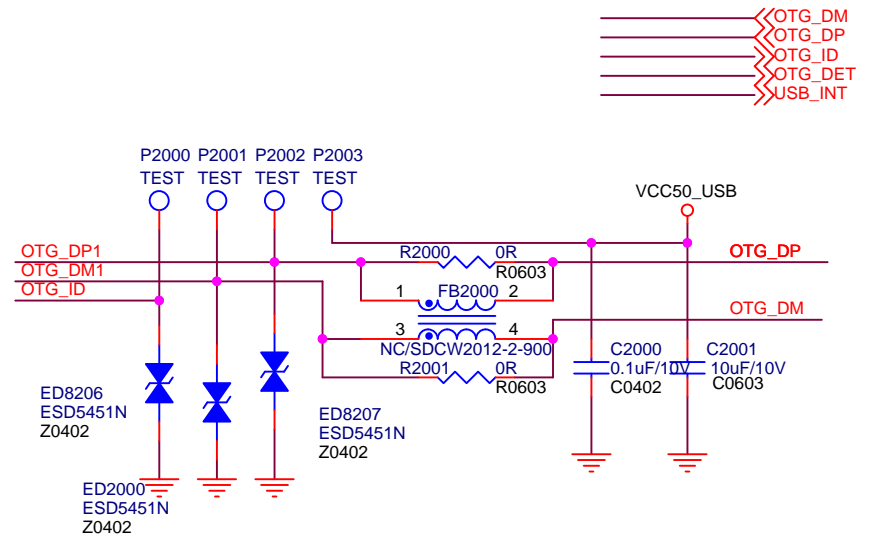 OTG_DM
OTG_DP
OTG_ID
OTG_DET
USB_INT
P2000 P2001 P2002 P2003
TEST TEST TEST TEST
VCC50_USB
OTG_DP1
R2000 0R
OTG_DP
R0603
OTG_DM1
OTG_ID
1 FB2000 2
OTG_DM
3 4
NC/SDCW2012-2-900
R2001 0R
R0603
C2000
0.1uF/10V
C0402
C2001
10uF/10V
C0603
ED8206
ESD5451N
Z0402
ED8207
ESD5451N
Z0402
ED2000
ESD5451N
Z0402